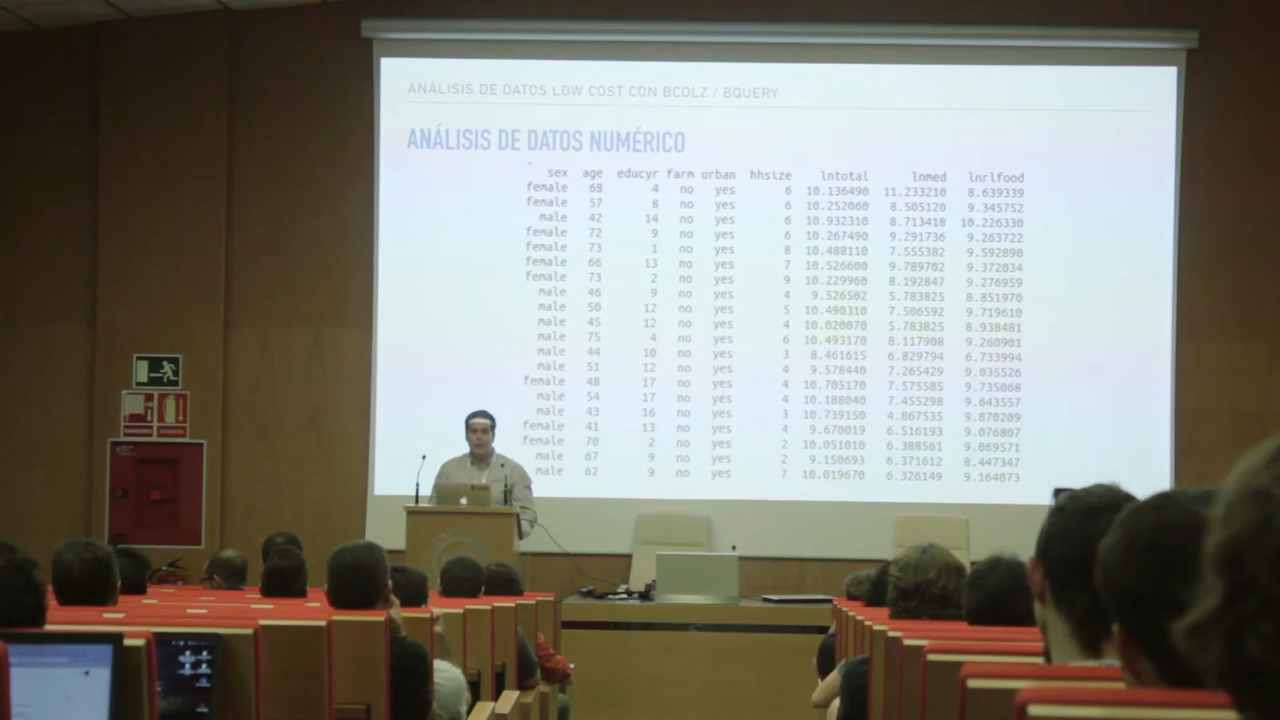 ANÁLISIS DE DATOS LOW COST CON BCOLZ / BQUERY
ANÁLISIS DE DATOS NUMÉRICO
sex age educyr farm urban hhsize lntotal lnmed lnrlfood
female 68 4 no yes 6 10.136490 11.233210 8.639339
female 57 8 no yes 6 10.252060 8.505120 9.345752
male 42 14 no yes 6 10.932310 8.713418 10.226330
female 72 9 no yes 6 10.267490 9.291736 9.263722
female 73 1 no yes 8 10.488110 7.555382 9.592890
female 66 13 no yes 7 10.526600 9.789702 9.372034
female 73 2 no yes 9 10.229960 8.192847 9.276959
male 46 9 no yes 4 9.526502 5.783825 8.851970
male 50 12 no yes 5 10.490310 7.506592 9.719610
male 45 12 no yes 4 10.020070 5.783825 8.938481
male 75 4 no yes 6 10.493170 8.117908 9.260901
male 44 10 no yes 3 8.461615 6.829794 6.733994
male 51 12 no yes 4 9.578440 7.265429 9.035526
female 48 17 no yes 4 10.705170 7.575585 9.735068
male 54 17 no yes 4 10.188040 7.455298 9.643557
male 43 16 no yes 3 10.739150 4.867535 9.870209
female 41 13 no yes 4 9.670019 6.516193 9.076807
female 70 2 no yes 2 10.051010 6.388561 9.069571
male 67 9 no yes 2 9.150693 6.371612 8.447347
male 62 9 no yes 7 10.019670 6.326149 9.164073